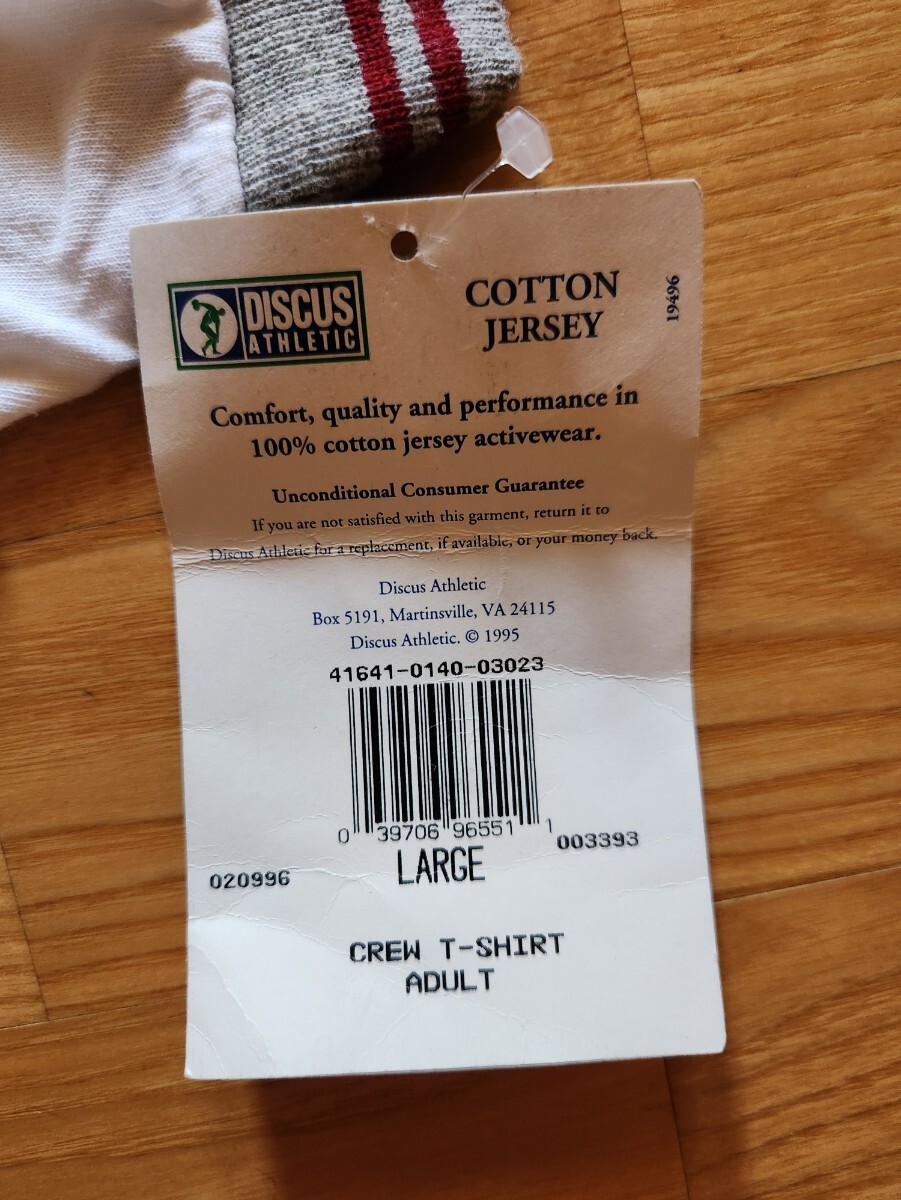 DISCUS
ATHLETIC
COTTON
JERSEY
19496
Comfort, quality and performance in
100% cotton jersey activewear.
Unconditional Consumer Guarantee
If you are not satisfied with this garment, return it to
Discus Athletic for a replacement, if available, or your money back.
Discus Athletic
Box 5191, Martinsville, VA 24115
Discus Athletic. © 1995
41641-0140-03023
0 39706 96551 1
003393
LARGE
020996
CREW T-SHIRT
ADULT